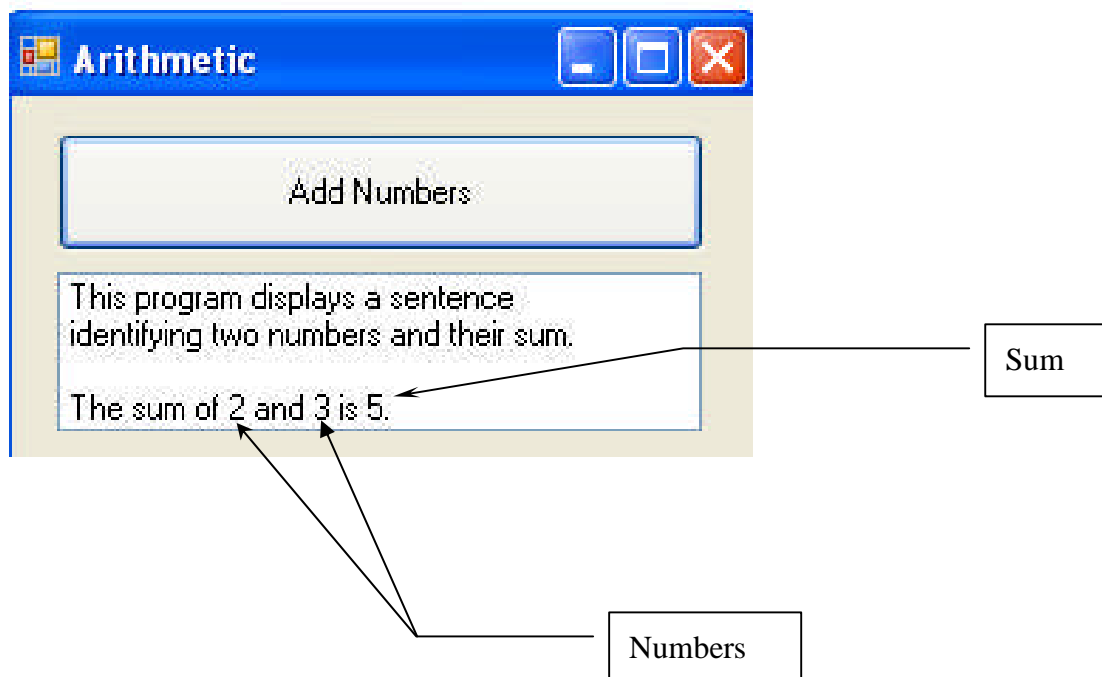 Arithmetic
Add Numbers
This program displays a sentence
identifying two numbers and their sum.
The sum of 2 and 3 is 5.
Sum
Numbers